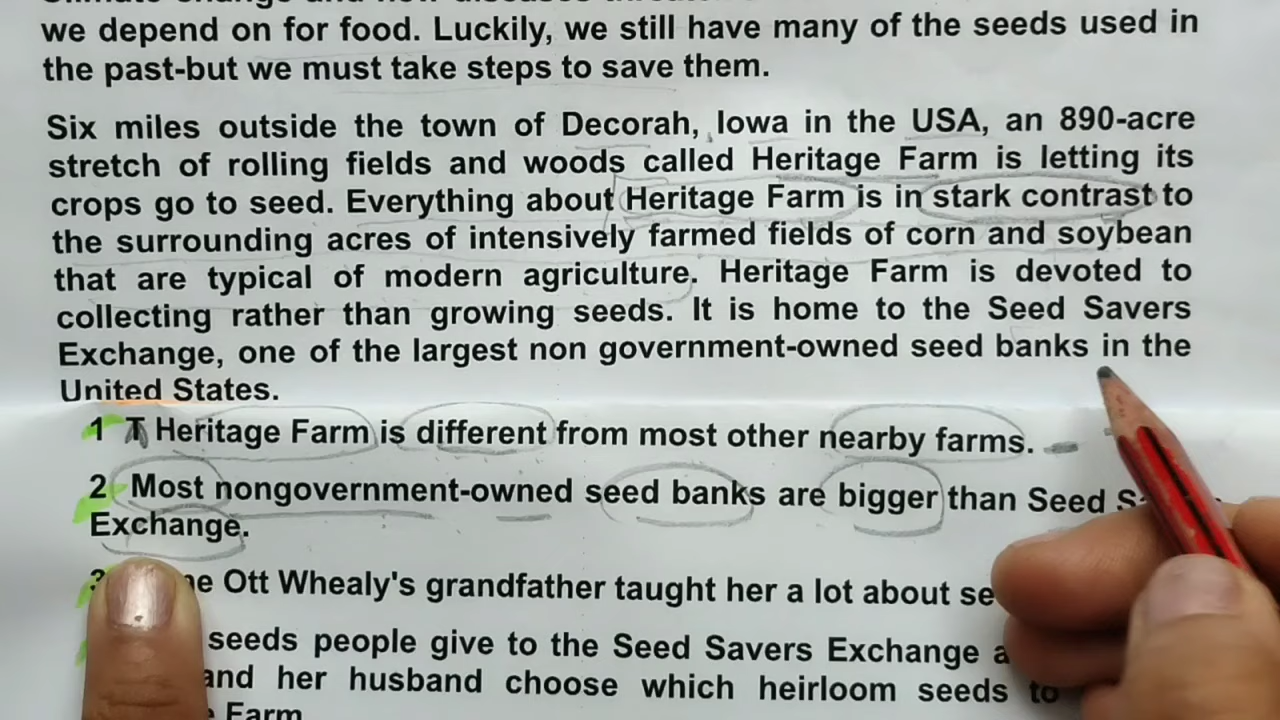 we depend on for food. Luckily, we still have many of the seeds used in
the past-but we must take steps to save them.
Six miles outside the town of Decorah, Iowa in the USA, an 890-acre
stretch of rolling fields and woods called Heritage Farm is letting its
crops go to seed. Everything about Heritage Farm is in stark contrast to
the surrounding acres of intensively farmed fields of corn and soybean
that are typical of modern agriculture. Heritage Farm is devoted to
collecting rather than growing seeds. It is home to the Seed Savers
Exchange, one of the largest non government-owned seed banks in the
United States.
1 T Heritage Farm is different from most other nearby farms.
2 Most nongovernment-owned seed banks are bigger than Seed
Exchange.
Ott Whealy's grandfather taught her a lot about
seeds people give to the Seed Savers Exchange
and her husband choose which heirloom seeds to
Farm